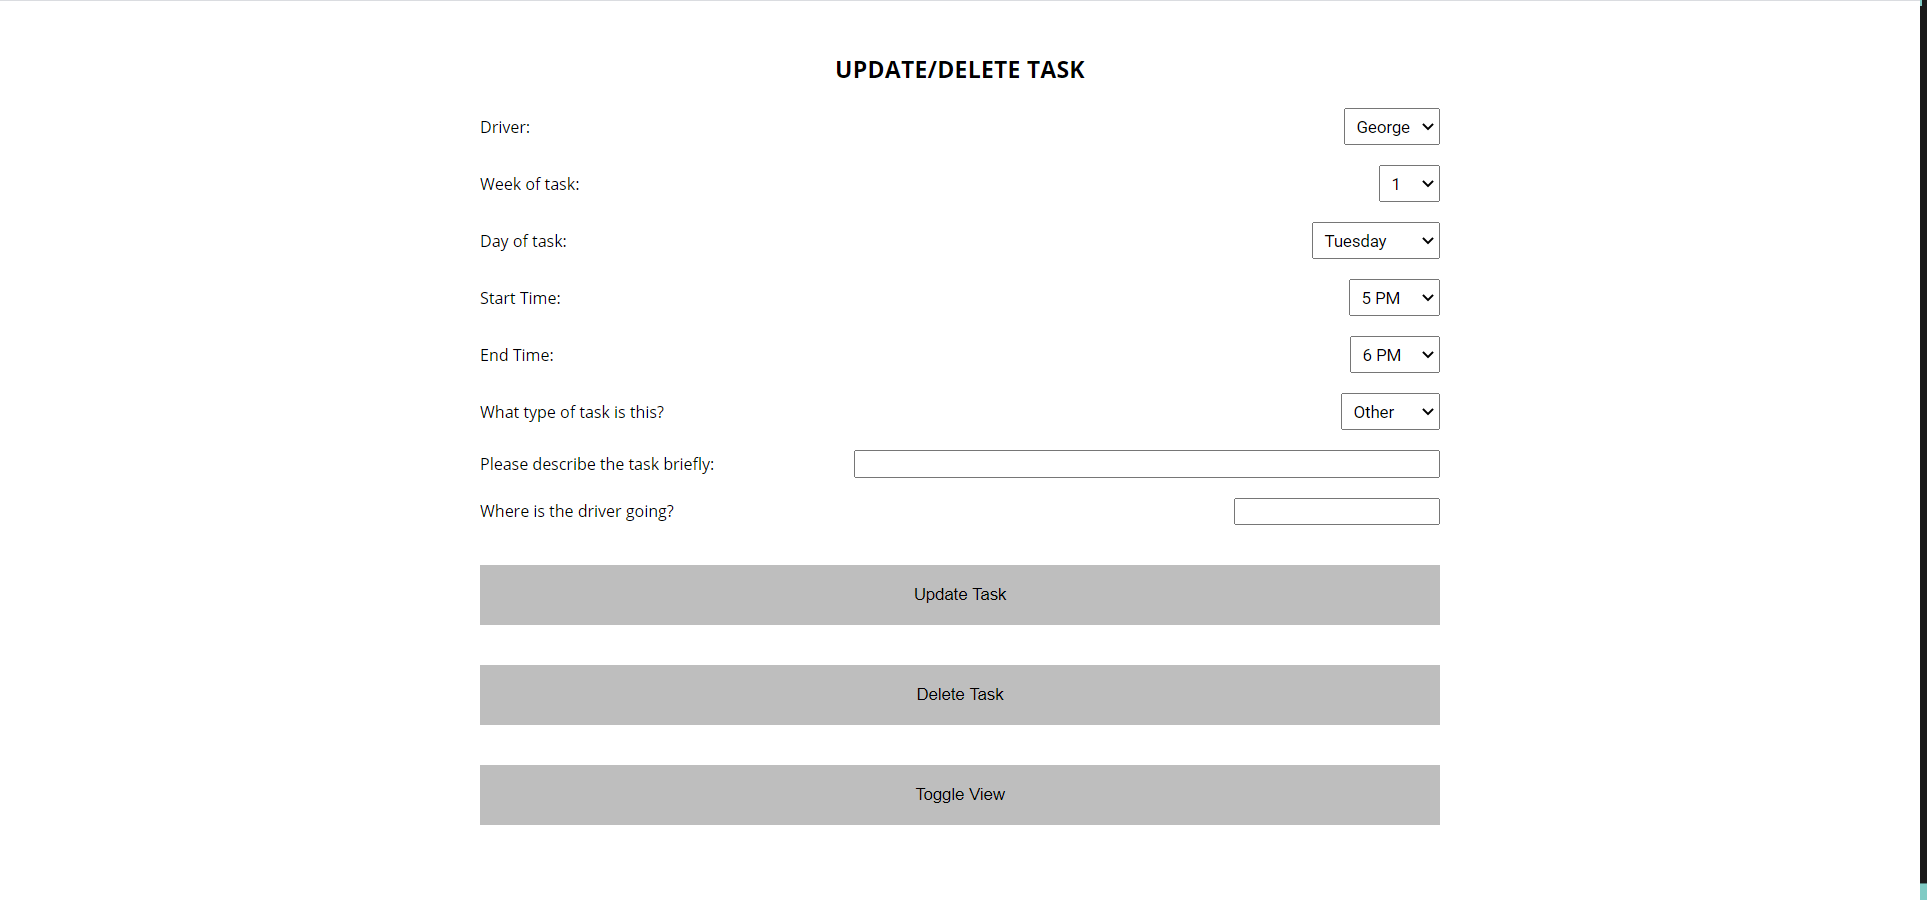 UPDATE/DELETE TASK
Driver: George
Week of task: 1
Day of task: Tuesday
Start Time: 5 PM
End Time: 6 PM
What type of task is this? Other
Please describe the task briefly:
Where is the driver going?
Update Task
Delete Task
Toggle View